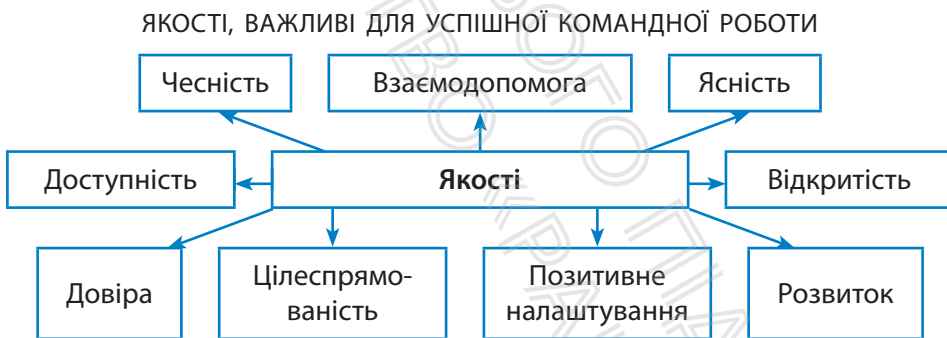 ЯКОСТІ, ВАЖЛИВІ ДЛЯ УСПІШНОЇ КОМАНДНОЇ РОБОТИ
Чесність
Взаємодопомога
Ясність
Доступність
Якості
Відкритість
Довіра
Цілеспрямо-
ваність
Позитивне
налаштування
Розвиток